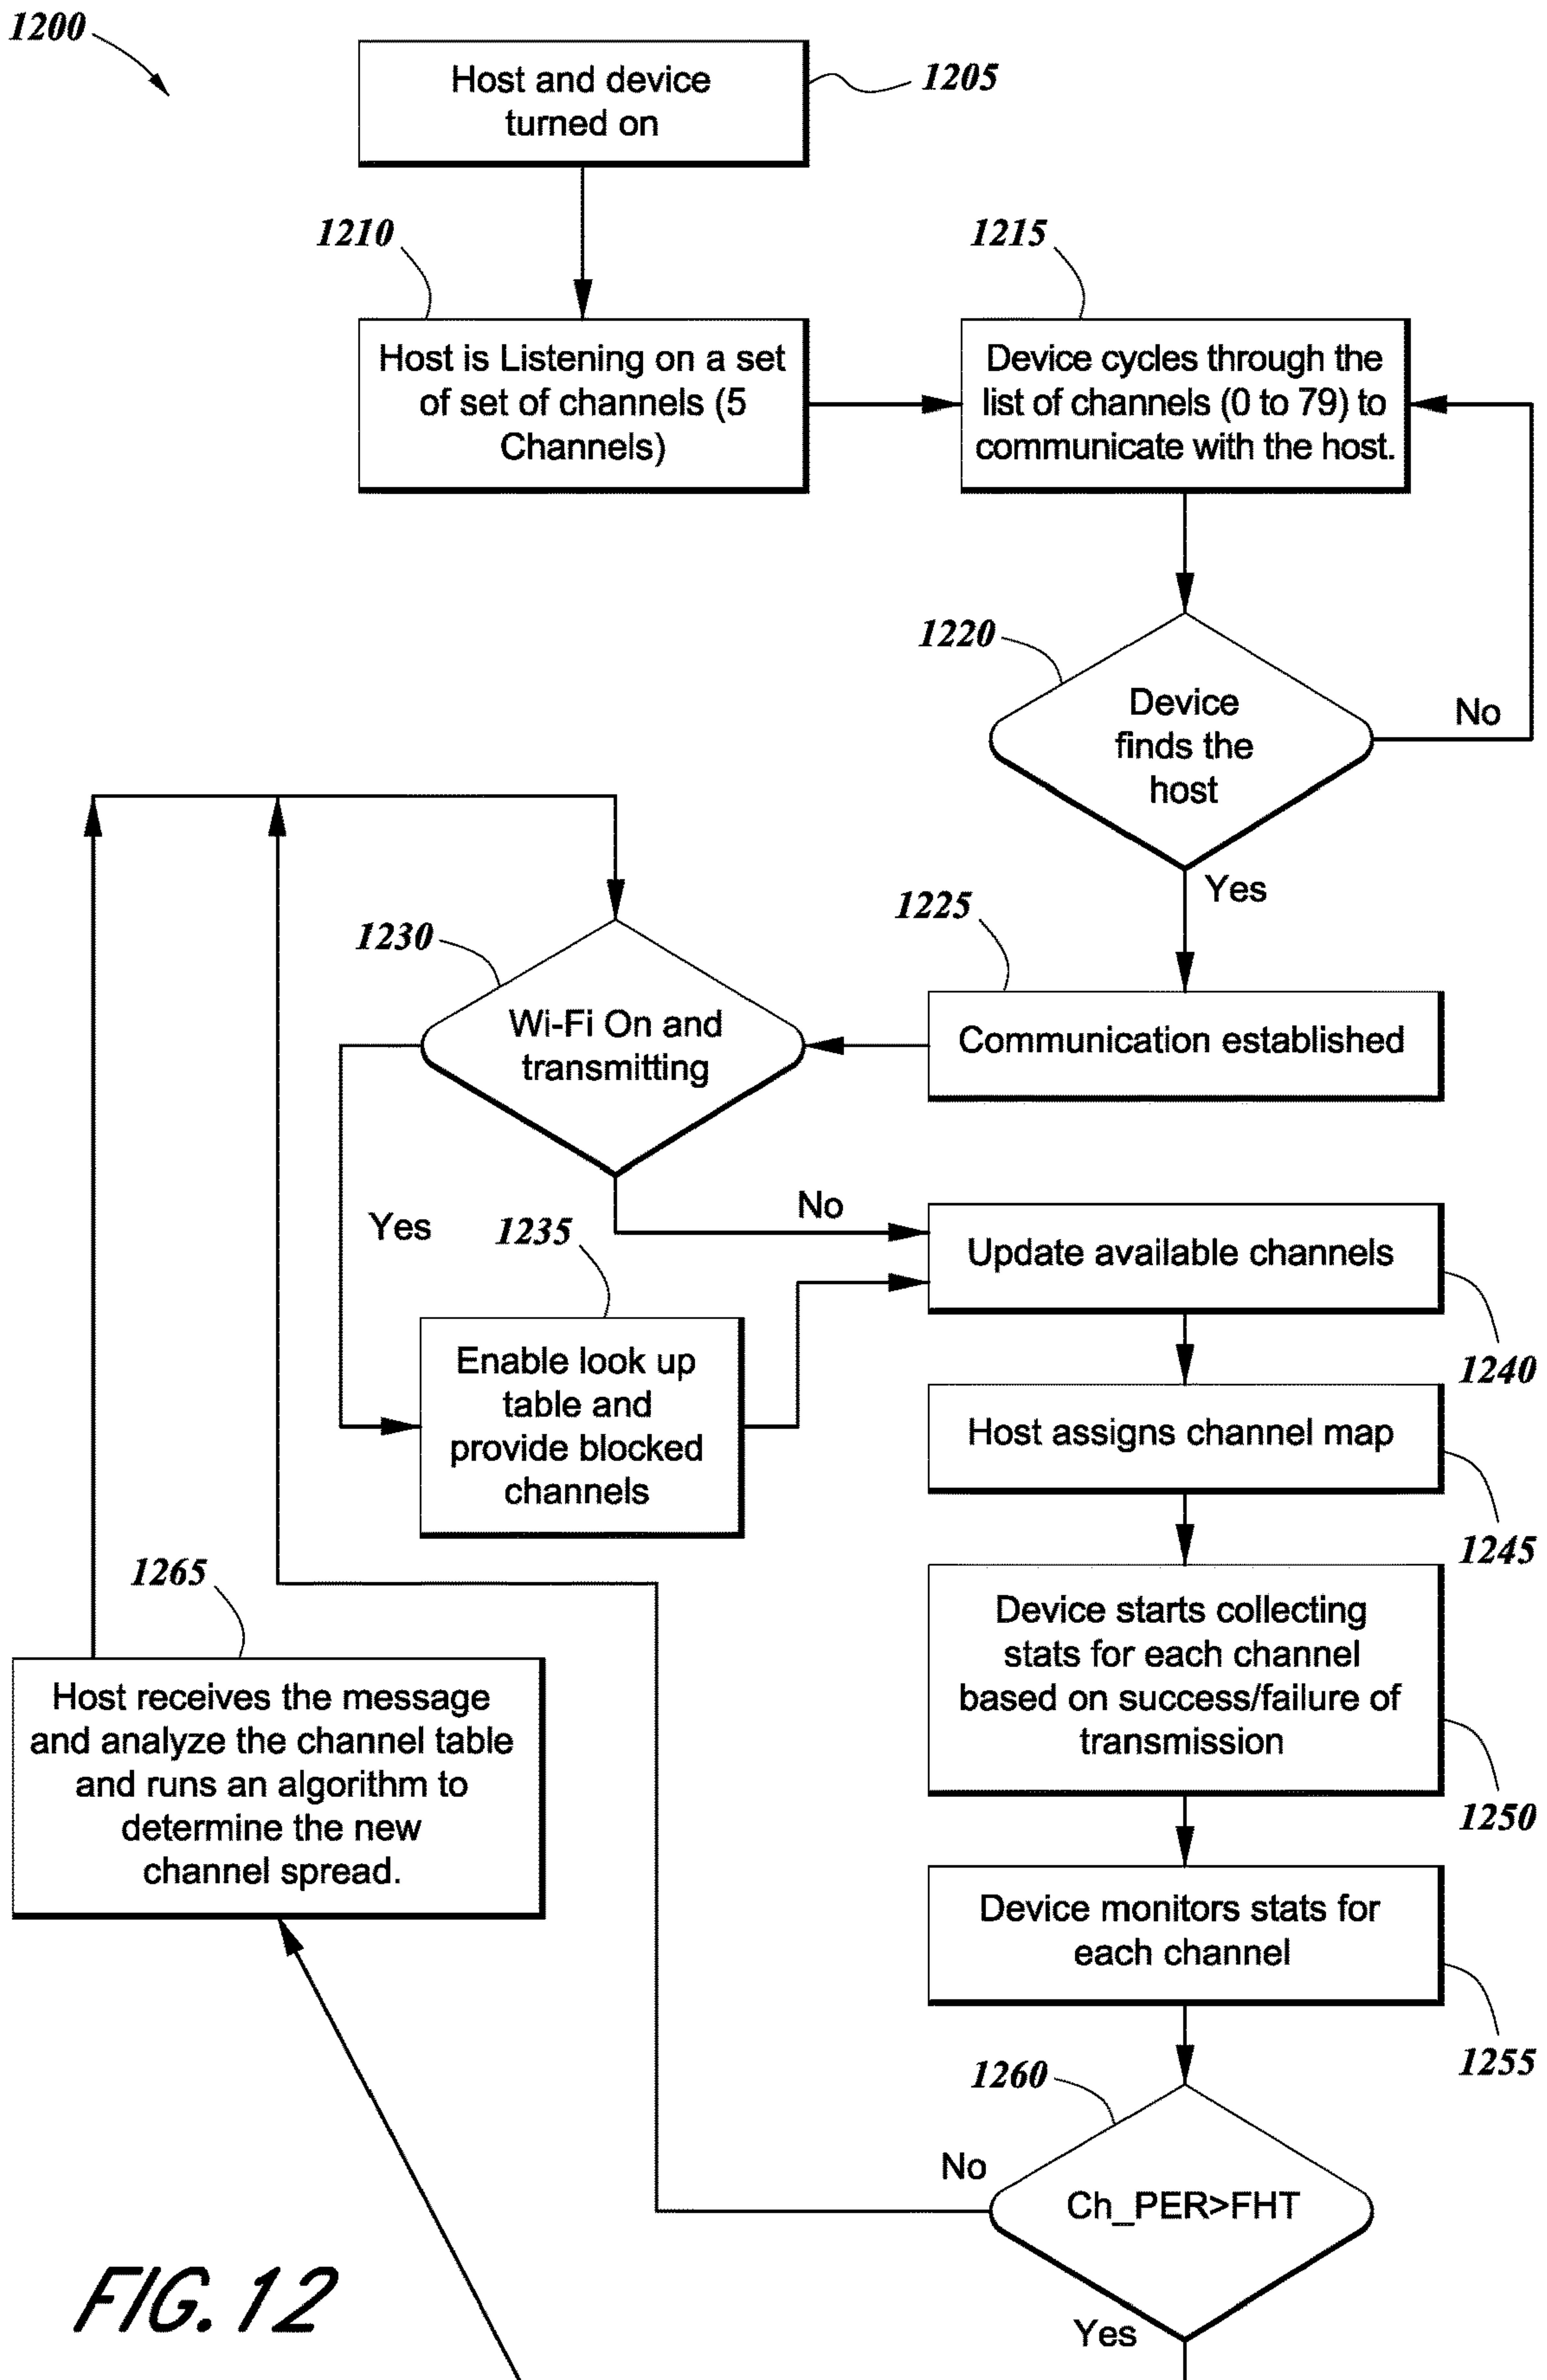 1200
Host and device
turned on
1205
1210
Host is Listening on a set
of set of channels (5
Channels)
1215
Device cycles through the
list of channels (0 to 79) to
communicate with the host.
1220
Device
finds the
host
No
Yes
1225
Communication established
1230
Wi-Fi On and
transmitting
Yes
No
1235
Enable look up
table and
provide blocked
channels
Update available channels
1240
Host assigns channel map
1245
Device starts collecting
stats for each channel
based on success/failure of
transmission
1250
Device monitors stats for
each channel
1255
1260
Ch_PER>FHT
No
Yes
1265
Host receives the message
and analyze the channel table
and runs an algorithm to
determine the new
channel spread.
FIG. 12